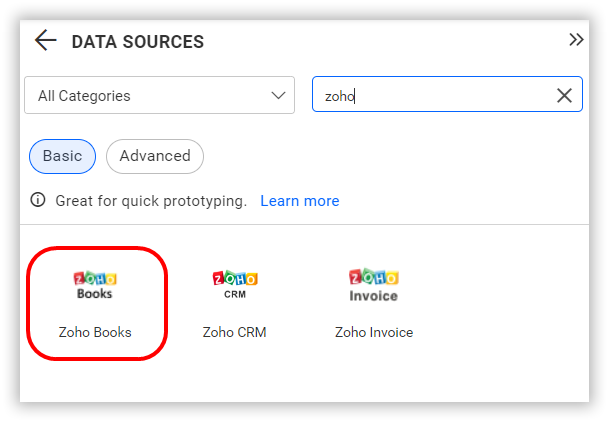 DATA SOURCES
All Categories
zoho
Basic
Advanced
Great for quick prototyping. Learn more
ZOHO
Books
ZOHO
CRM
ZOHO
Invoice
Zoho Books
Zoho CRM
Zoho Invoice